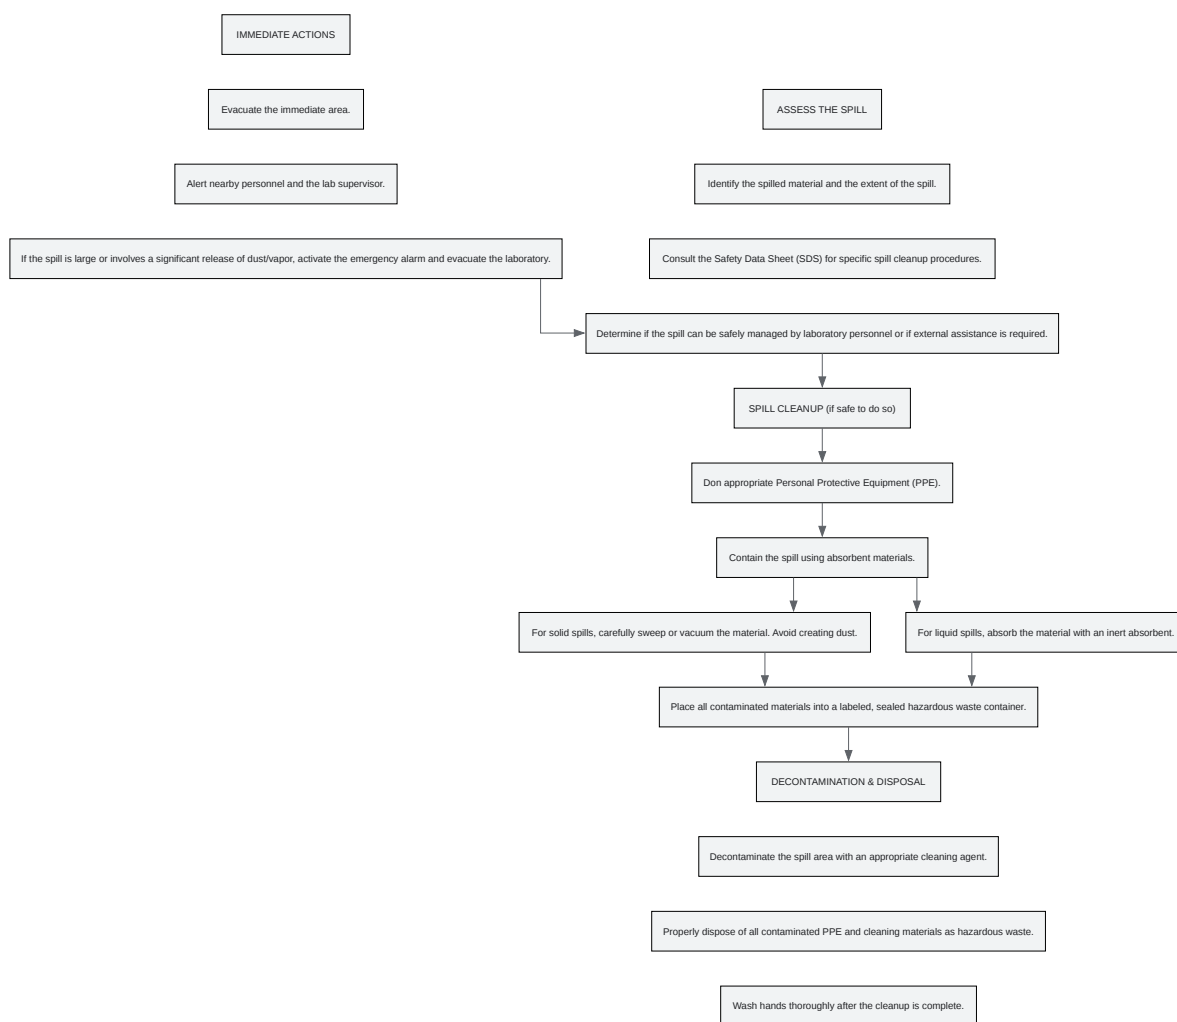 IMMEDIATE ACTIONS
Evacuate the immediate area.
ASSESS THE SPILL
Alert nearby personnel and the lab supervisor.
Identify the spilled material and the extent of the spill.
If the spill is large or involves a significant release of dust/vapor, activate the emergency alarm and evacuate the laboratory.
Consult the Safety Data Sheet (SDS) for specific spill cleanup procedures.
Determine if the spill can be safely managed by laboratory personnel or if external assistance is required.
SPILL CLEANUP (if safe to do so)
Don appropriate Personal Protective Equipment (PPE).
Contain the spill using absorbent materials.
For solid spills, carefully sweep or vacuum the material. Avoid creating dust.
For liquid spills, absorb the material with an inert absorbent.
Place all contaminated materials into a labeled, sealed hazardous waste container.
DECONTAMINATION & DISPOSAL
Decontaminate the spill area with an appropriate cleaning agent.
Properly dispose of all contaminated PPE and cleaning materials as hazardous waste.
Wash hands thoroughly after the cleanup is complete.